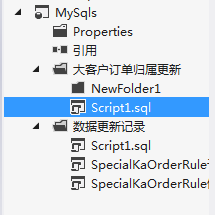 MySqls
Properties
引用
大客户订单归属更新
NewFolder1
Script1.sql
数据更新记录
Script1.sql
SpecialKaOrderRule
SpecialKaOrderRule